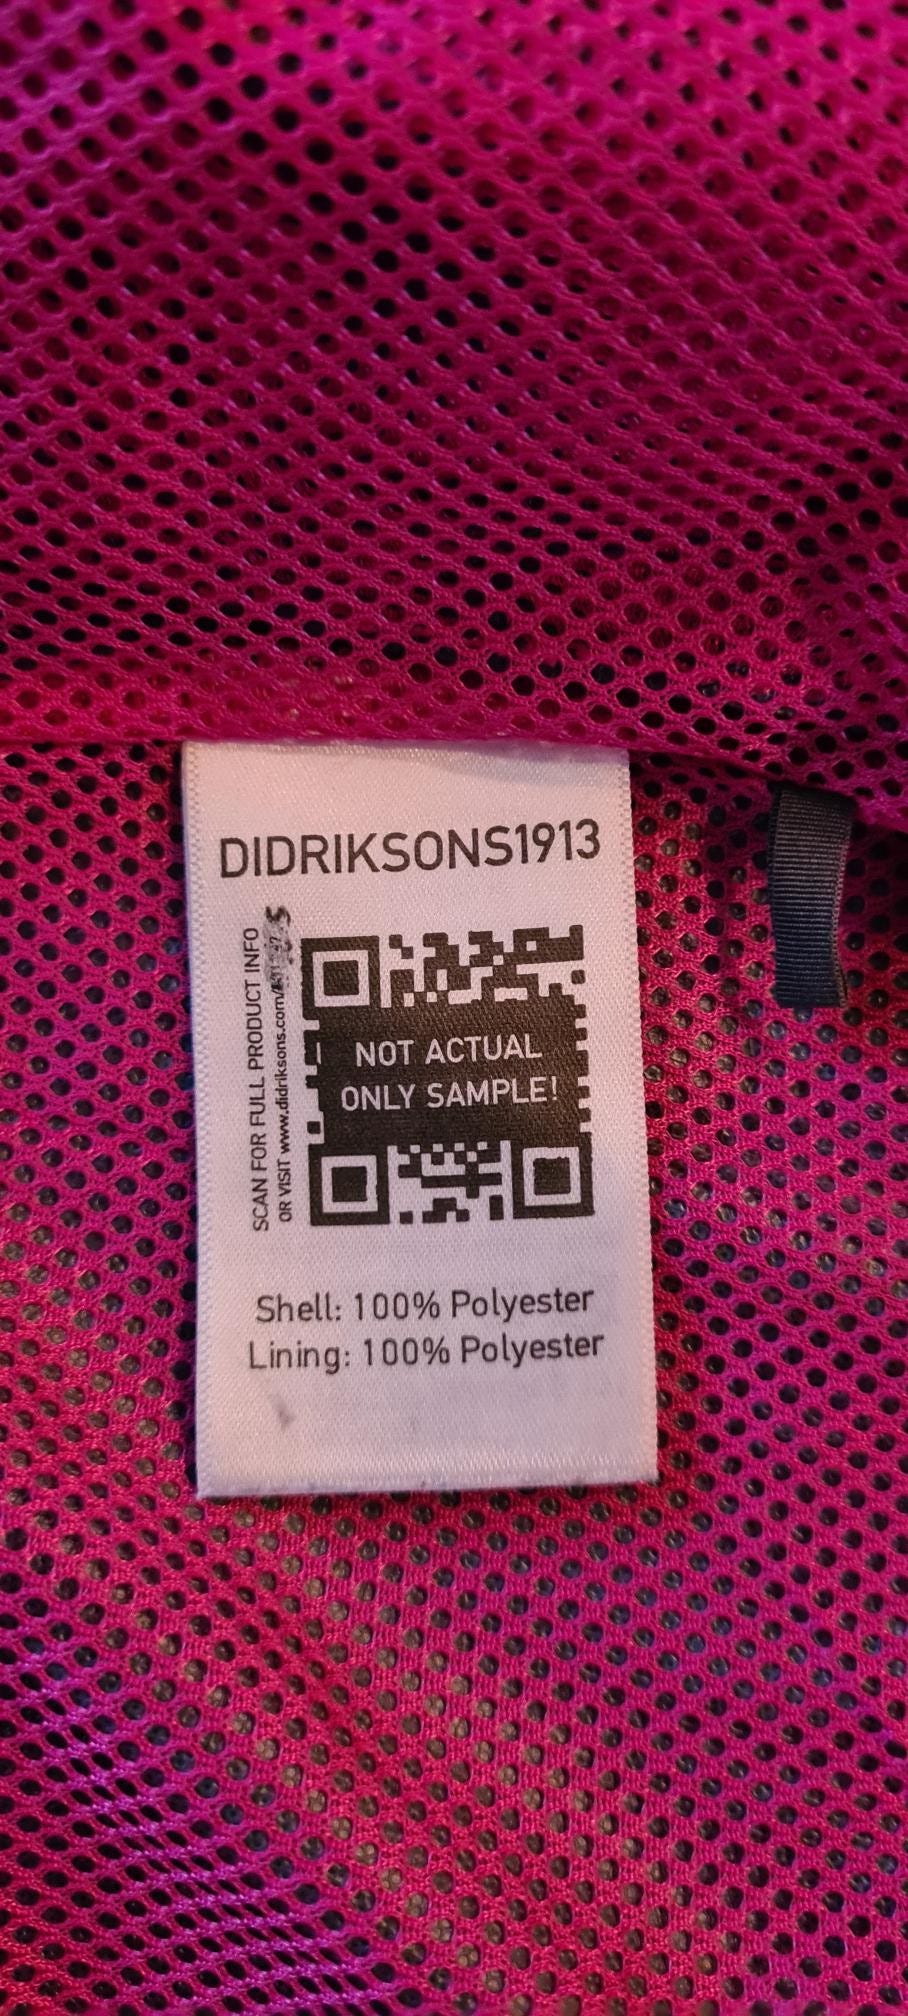 DIDRIKSONS1913
SCAN FOR FULL PRODUCT INFO
OR VISIT www.didriksons.com/
NOT ACTUAL
ONLY SAMPLE!
Shell: 100% Polyester
Lining: 100% Polyester